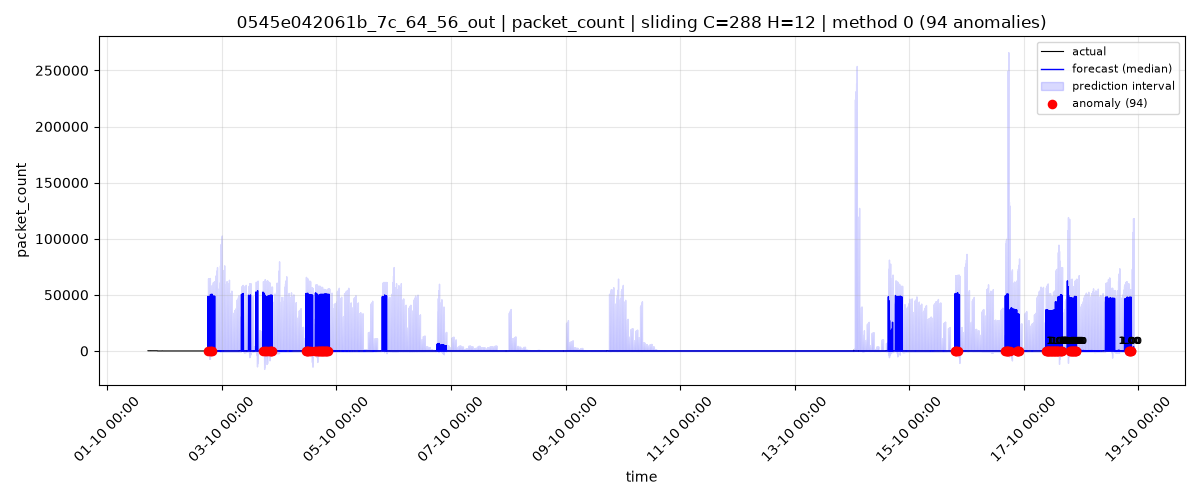 0545e042061b_7c_64_56_out | packet_count | sliding C=288 H=12 | method 0 (94 anomalies)
actual
forecast (median)
prediction interval
anomaly (94)
packet_count
250000
200000
150000
100000
50000
0
01-10 00:00
03-10 00:00
05-10 00:00
07-10 00:00
09-10 00:00
11-10 00:00
13-10 00:00
15-10 00:00
17-10 00:00
19-10 00:00
time